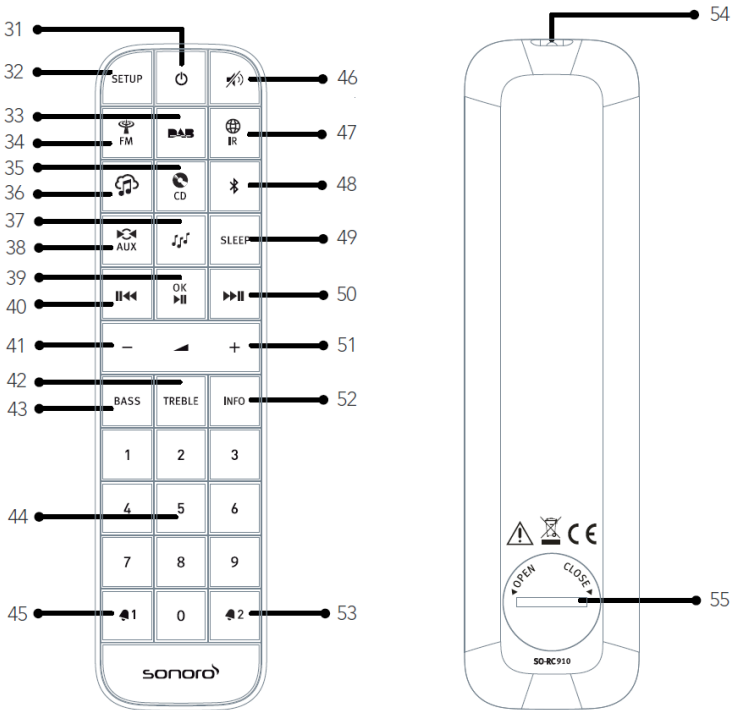 31
54
32
SETUP
46
33
FM
DAB
IR
47
34
35
36
CD
48
37
38
AUX
SLEEP
49
39
OK
40
50
41
−
+
51
42
43
BASS
TREBLE
INFO
52
1
2
3
44
4
5
6
7
8
9
OPEN
CLOSE
55
45
1
0
2
53
sonoro
SO-RC910
CE